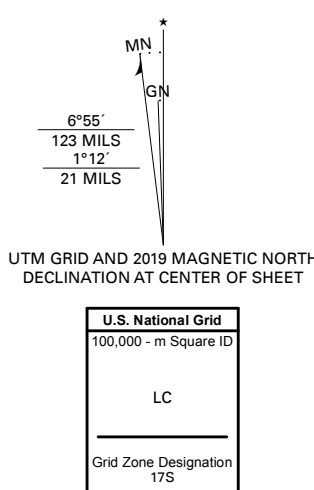 ★
MN
GN
6°55´
123 MILS
1°12´
21 MILS
UTM GRID AND 2019 MAGNETIC NORTH
DECLINATION AT CENTER OF SHEET
U.S. National Grid
100,000 - m Square ID
LC
Grid Zone Designation
17S